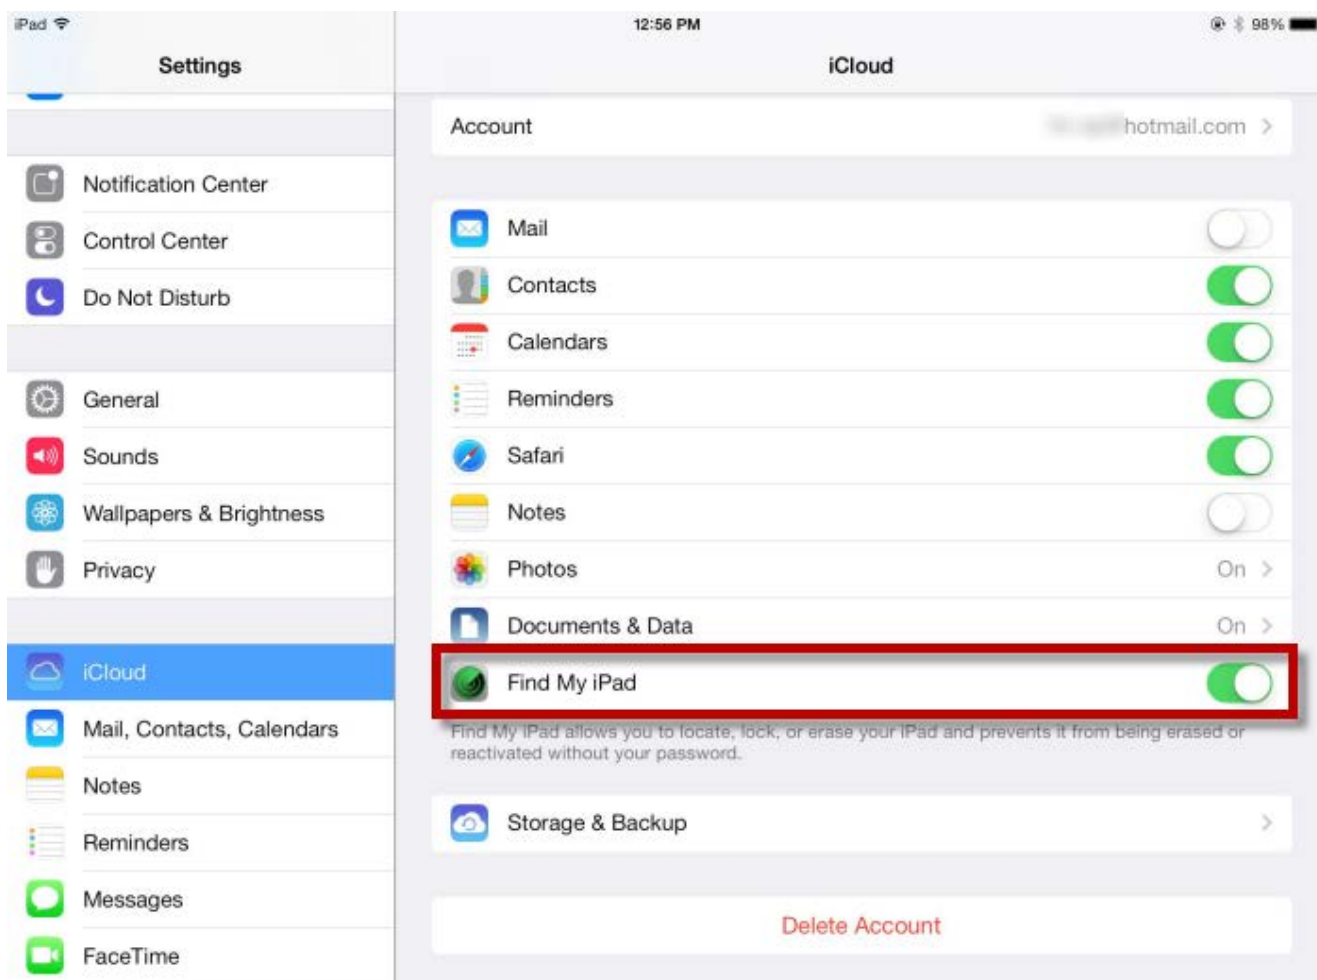 iPad
12:56 PM
98%
Settings
iCloud
Notification Center
Control Center
Do Not Disturb
General
Sounds
Wallpapers & Brightness
Privacy
iCloud
Mail, Contacts, Calendars
Notes
Reminders
Messages
FaceTime
Account
hotmail.com
Mail
Contacts
Calendars
Reminders
Safari
Notes
Photos On
Documents & Data On
Find My iPad
Find My iPad allows you to locate, lock, or erase your iPad and prevents it from being erased or
reactivated without your password.
Storage & Backup
Delete Account